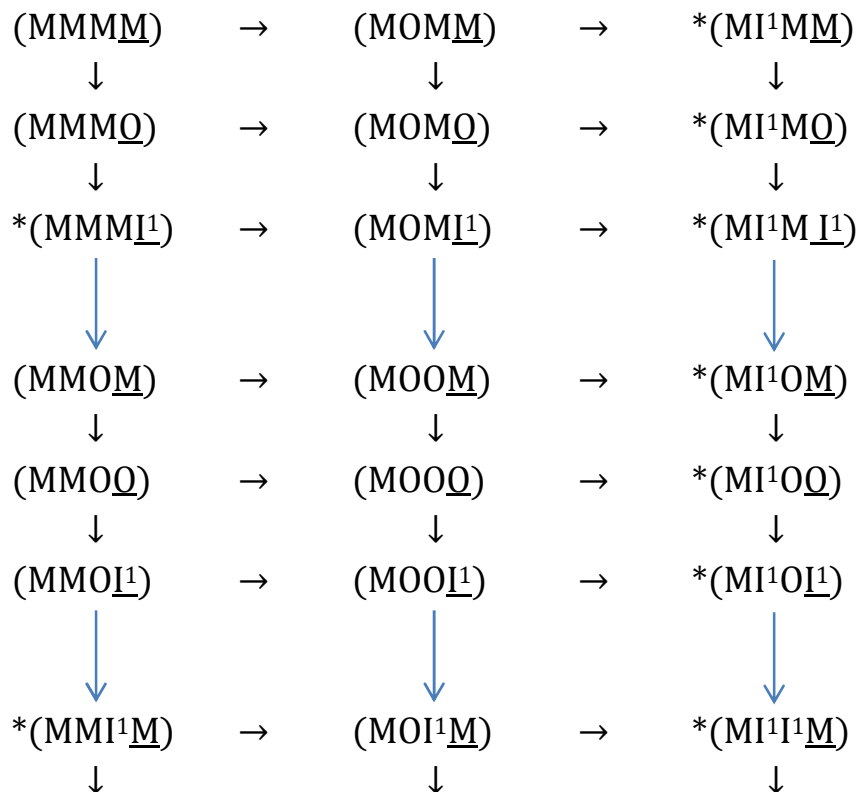 (MMMM) → (MOMM) → *(MI¹MM)
↓ ↓ ↓
(MMMO) → (MOMO) → *(MI¹MO)
↓ ↓ ↓
*(MMMI¹) → (MOMI¹) → *(MI¹M I¹)
↓ ↓ ↓
(MMOM) → (MOOM) → *(MI¹OM)
↓ ↓ ↓
(MMOO) → (MOOO) → *(MI¹OO)
↓ ↓ ↓
(MMOI¹) → (MOOI¹) → *(MI¹OI¹)
↓ ↓ ↓
*(MMI¹M) → (MOI¹M) → *(MI¹I¹M)
↓ ↓ ↓